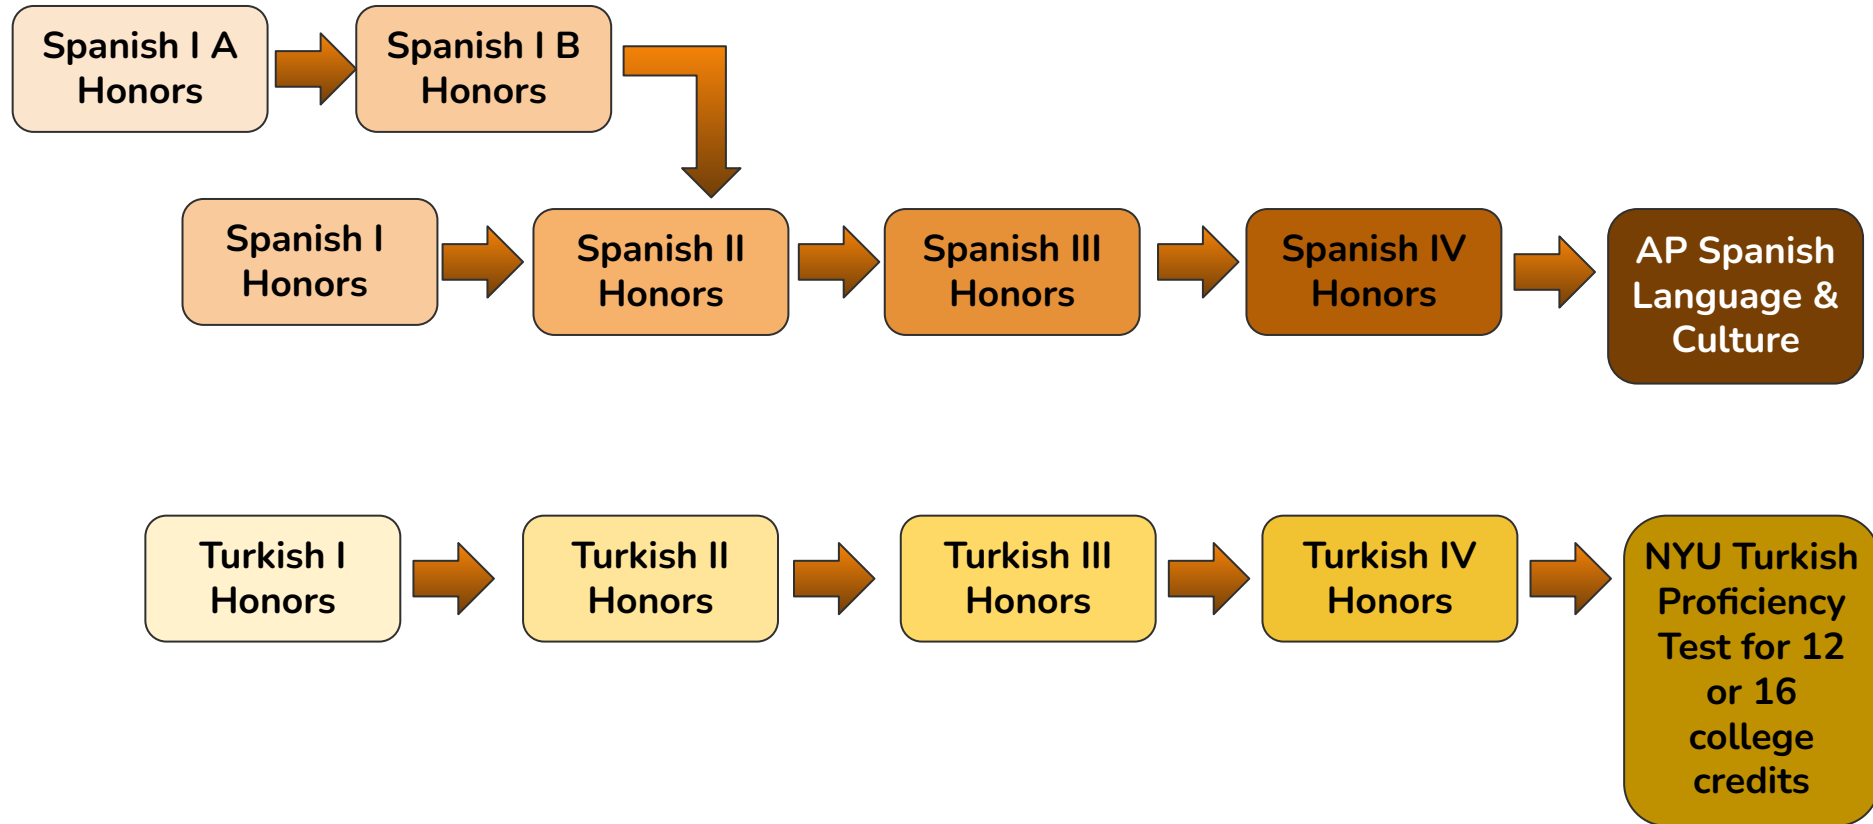 Spanish I A
Honors
Spanish I B
Honors
Spanish I
Honors
Spanish II
Honors
Spanish III
Honors
Spanish IV
Honors
AP Spanish
Language &
Culture
Turkish I
Honors
Turkish II
Honors
Turkish III
Honors
Turkish IV
Honors
NYU Turkish
Proficiency
Test for 12
or 16
college
credits